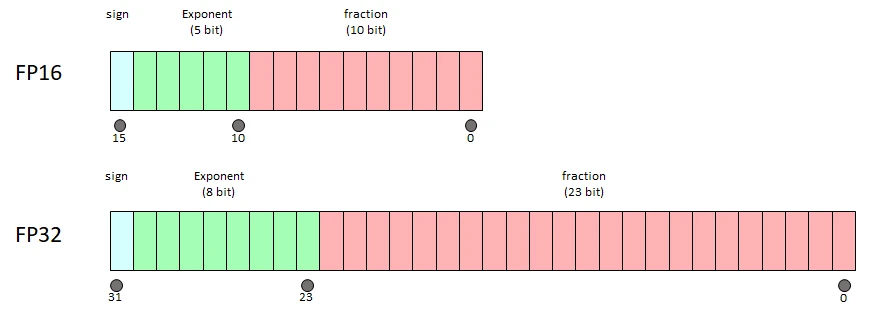 sign Exponent fraction
(5 bit) (10 bit)
FP16
15 10 0
sign Exponent fraction
(8 bit) (23 bit)
FP32
31 23 0